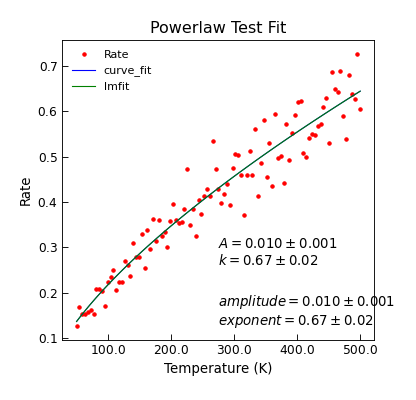 Powerlaw Test Fit
Rate
curve_fit
lmfit
0.7
0.6
0.5
0.4
0.3
0.2
0.1
Rate
A = 0.010 ± 0.001
k = 0.67 ± 0.02
amplitude = 0.010 ± 0.001
exponent = 0.67 ± 0.02
100.0 200.0 300.0 400.0 500.0
Temperature (K)